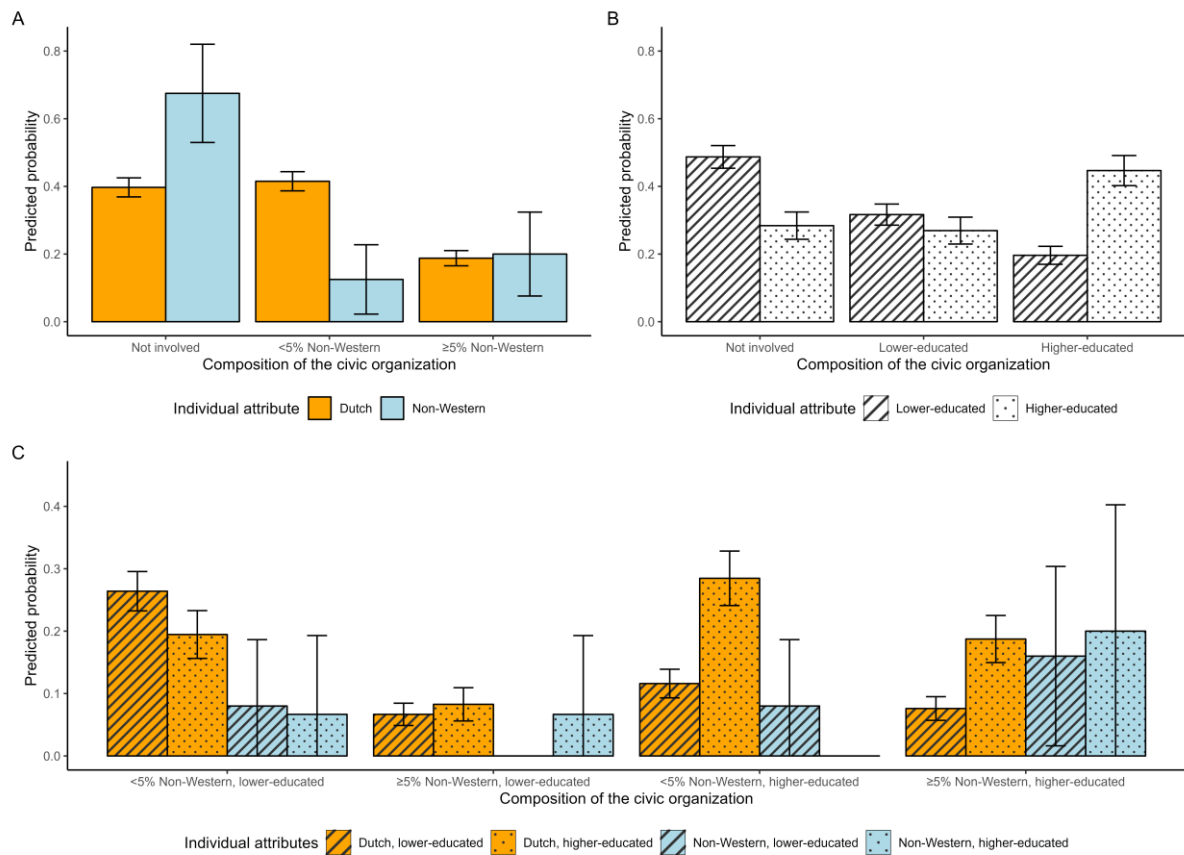 A
Predicted probability
0.8
0.6
0.4
0.2
0.0
Not involved
<5% Non-Western
≥5% Non-Western
Composition of the civic organization
Individual attribute Dutch Non-Western
B
Predicted probability
0.8
0.6
0.4
0.2
0.0
Not involved
Lower-educated
Higher-educated
Composition of the civic organization
Individual attribute Lower-educated Higher-educated
C
Predicted probability
0.4
0.3
0.2
0.1
0.0
<5% Non-Western, lower-educated
≥5% Non-Western, lower-educated
<5% Non-Western, higher-educated
≥5% Non-Western, higher-educated
Composition of the civic organization
Individual attributes Dutch, lower-educated Dutch, higher-educated Non-Western, lower-educated Non-Western, higher-educated